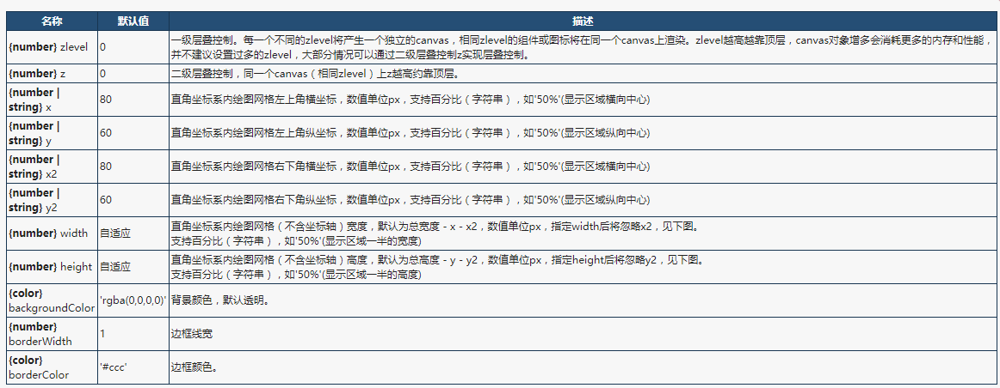 名称 默认值 描述
{number} zlevel 0 一级层叠控制。每一个不同的zlevel将产生一个独立的canvas，相同zlevel的组件或图标将在同一个canvas上渲染。zlevel越高越靠顶层，canvas对象增多会消耗更多的内存和性能，
并不建议设置过多的zlevel，大部分情况可以通过二级层叠控制z实现层叠控制。
{number} z 0 二级层叠控制，同一个canvas（相同zlevel）上z越高约靠顶层。
{number |
string} x 80 直角坐标系内绘图网格左上角横坐标，数值单位px，支持百分比（字符串），如'50%'(显示区域横向中心)
{number |
string} y 60 直角坐标系内绘图网格左上角纵坐标，数值单位px，支持百分比（字符串），如'50%'(显示区域纵向中心)
{number |
string} x2 80 直角坐标系内绘图网格右下角横坐标，数值单位px，支持百分比（字符串），如'50%'(显示区域横向中心)
{number |
string} y2 60 直角坐标系内绘图网格右下角纵坐标，数值单位px，支持百分比（字符串），如'50%'(显示区域纵向中心)
{number} width 自适应 直角坐标系内绘图网格（不含坐标轴）宽度，默认为总宽度 - x - x2，数值单位px，指定width后将忽略x2，见下图。
支持百分比（字符串），如'50%'(显示区域一半的宽度)
{number} height 自适应 直角坐标系内绘图网格（不含坐标轴）高度，默认为总高度 - y - y2，数值单位px，指定height后将忽略y2，见下图。
支持百分比（字符串），如'50%'(显示区域一半的高度)
{color}
backgroundColor 'rgba(0,0,0,0)' 背景颜色，默认透明。
{number}
borderWidth 1 边框线宽
{color}
borderColor '#ccc' 边框颜色。